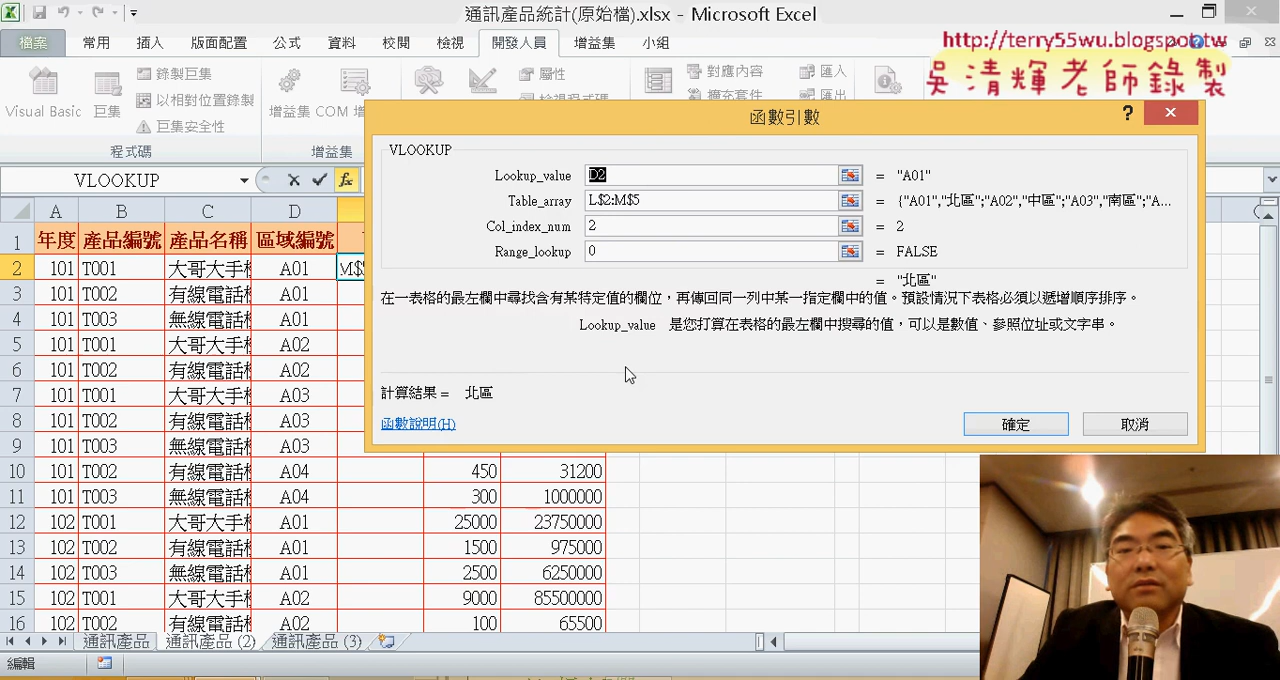 通訊產品統計(原始檔).xlsx - Microsoft Excel
檔案 常用 插入 版面配置 公式 資料 校閱 檢視 開發人員 增益集 小組
http://terry55wu.blogspot.tw
吳清輝老師錄製
Visual Basic 巨集 錄製巨集 以相對位置錄製 巨集安全性
增益集 COM 增 屬性 對應內容 擴充套件 匯入 匯出
程式碼 增益集
函數引數
VLOOKUP
Lookup_value D2 = "A01"
Table_array L$2:M$5 = {"A01","北區";"A02","中區";"A03","南區";"A...
Col_index_num 2 = 2
Range_lookup 0 = FALSE
= "北區"
在一表格的最左欄中尋找含有某特定值的欄位，再傳回同一列中某一指定欄中的值。預設情況下表格必須以遞增順序排序。
Lookup_value 是您打算在表格的最左欄中搜尋的值，可以是數值、參照位址或文字串。
計算結果 = 北區
函數說明(H)
確定 取消
VLOOKUP
A B C D
1 年度 產品編號 產品名稱 區域編號
2 101 T001 大哥大手 A01 M$
3 101 T002 有線電話 A01
4 101 T003 無線電話 A01
5 101 T001 大哥大手 A02
6 101 T002 有線電話 A02
7 101 T001 大哥大手 A03
8 101 T002 有線電話 A03
9 101 T003 無線電話 A03
10 101 T002 有線電話 A04 450 31200
11 101 T003 無線電話 A04 300 1000000
12 102 T001 大哥大手 A01 25000 23750000
13 102 T002 有線電話 A01 1500 975000
14 102 T003 無線電話 A01 2500 6250000
15 102 T001 大哥大手 A02 9000 85500000
16 102 T002 有線電話 A02 100 65500
通訊產品 通訊產品 (2) 通訊產品 (3)
編輯